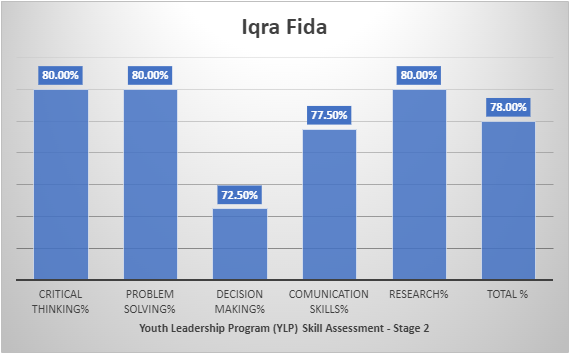 Iqra Fida
80.00%
80.00%
72.50%
77.50%
80.00%
78.00%
CRITICAL
THINKING%
PROBLEM
SOLVING%
DECISION
MAKING%
COMUNICATION
SKILLS%
RESEARCH%
TOTAL %
Youth Leadership Program (YLP) Skill Assessment - Stage 2